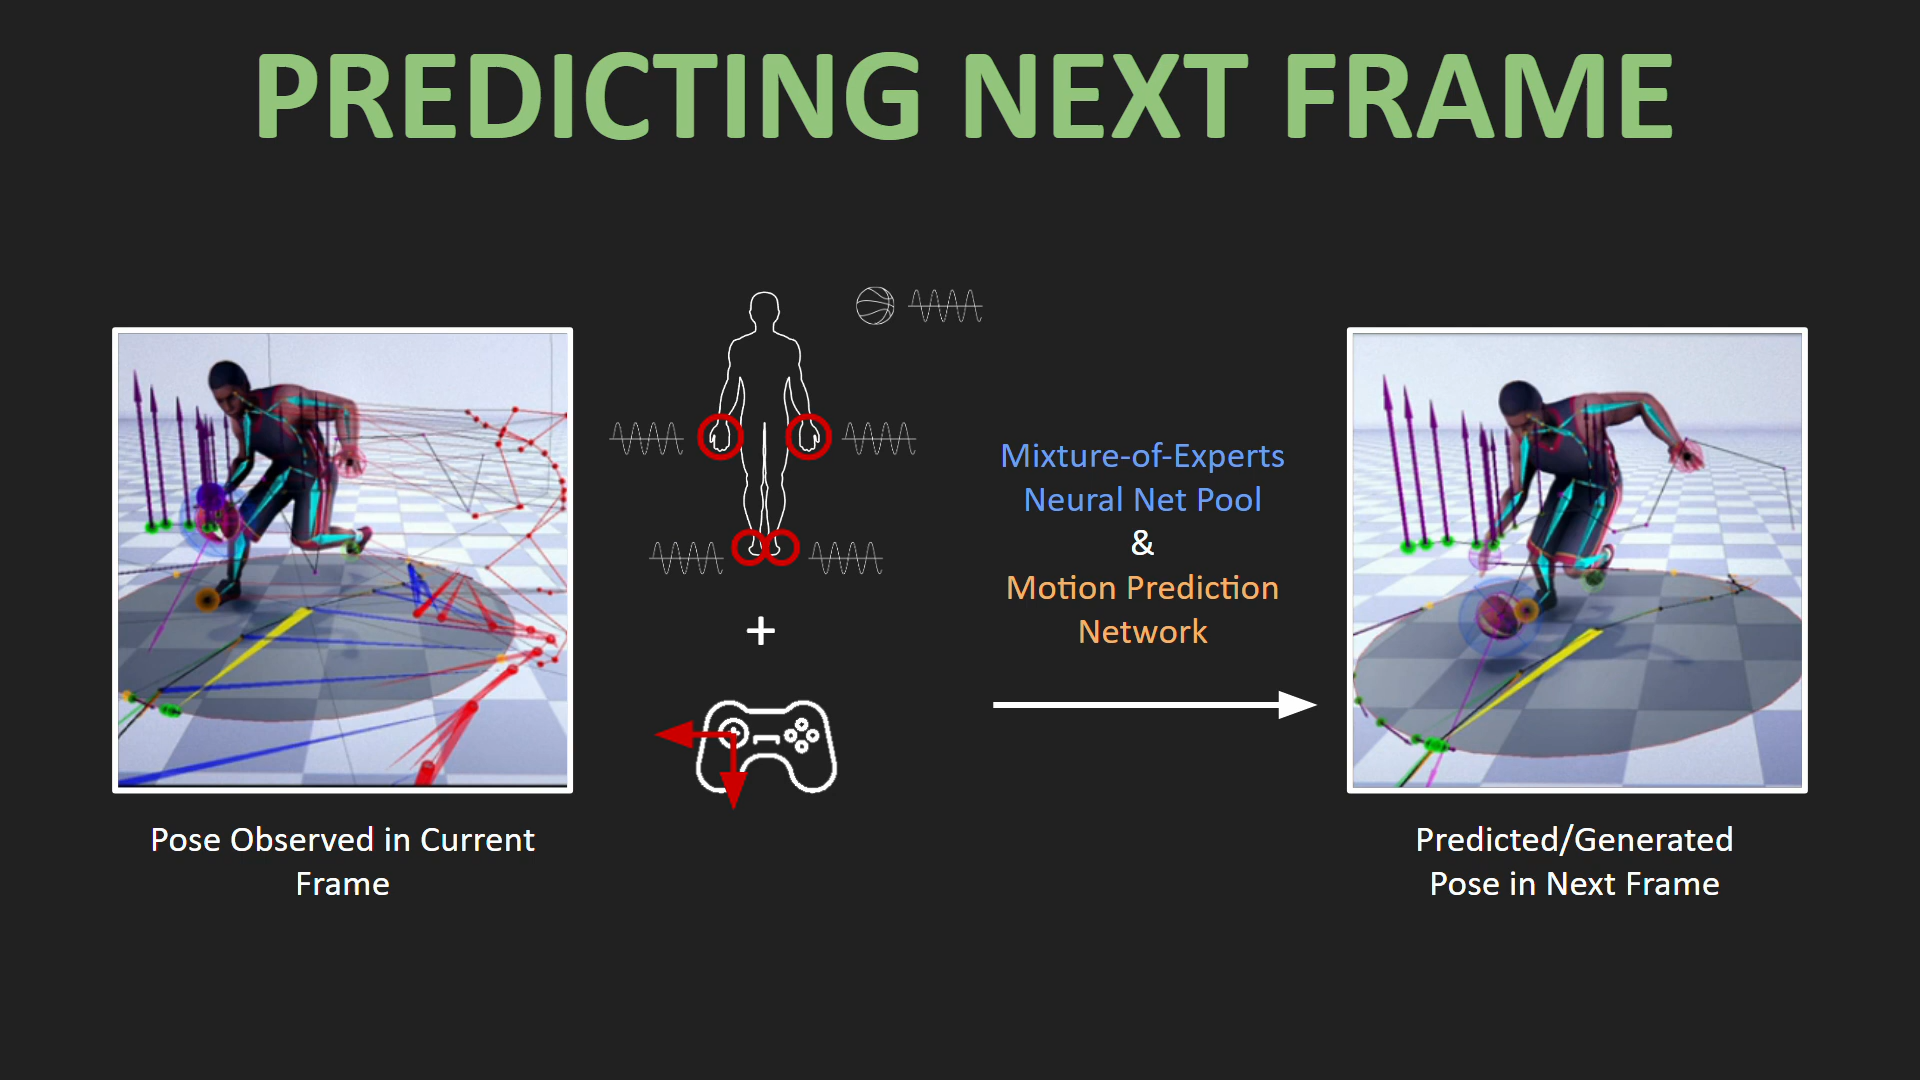 PREDICTING NEXT FRAME
Mixture-of-Experts
Neural Net Pool
&
Motion Prediction
Network
+
Pose Observed in Current
Frame
Predicted/Generated
Pose in Next Frame